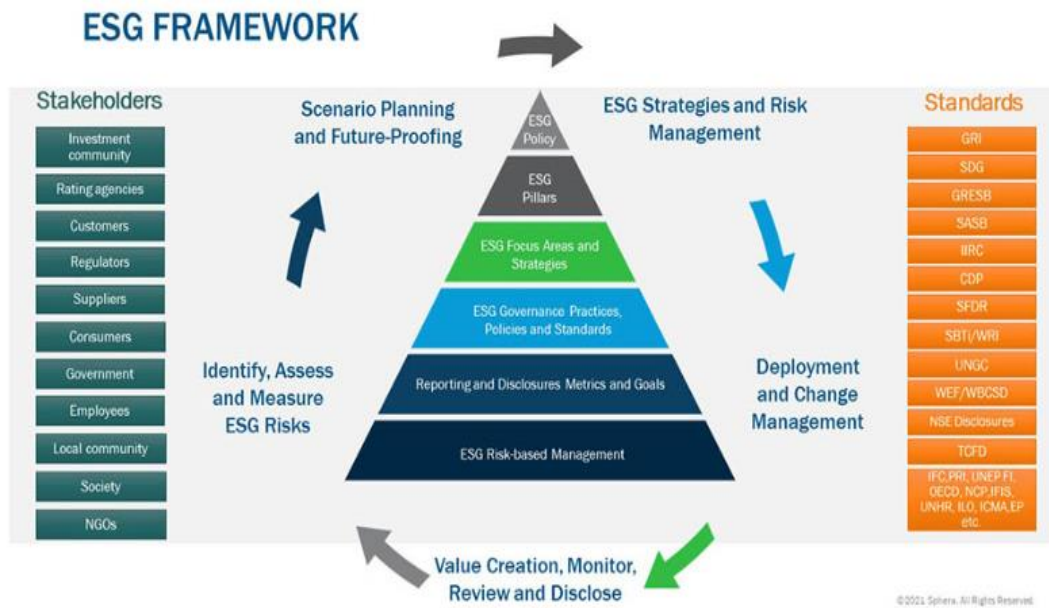 ESG FRAMEWORK
Stakeholders
Investment
community
Rating agencies
Customers
Regulators
Suppliers
Consumers
Government
Employees
Local community
Society
NGOs
Scenario Planning
and Future-Proofing
ESG Strategies and Risk
Management
Identify, Assess
and Measure
ESG Risks
Deployment
and Change
Management
Value Creation, Monitor,
Review and Disclose
ESG
Policy
ESG
Pillars
ESG Focus Areas and
Strategies
ESG Governance Practices,
Policies and Standards
Reporting and Disclosures Metrics and Goals
ESG Risk-based Management
Standards
GRI
SDG
GRESB
SASB
IIRC
CDP
SFDR
SBTi/WRI
UNGC
WEF/WBCSD
NSE Disclosures
TCFD
IFC,PRI, UNEP FI,
OECD, NCP,IFIS,
UNHR, ILO, ICMA,EP
etc.
©2021 Sphera. All Rights Reserved